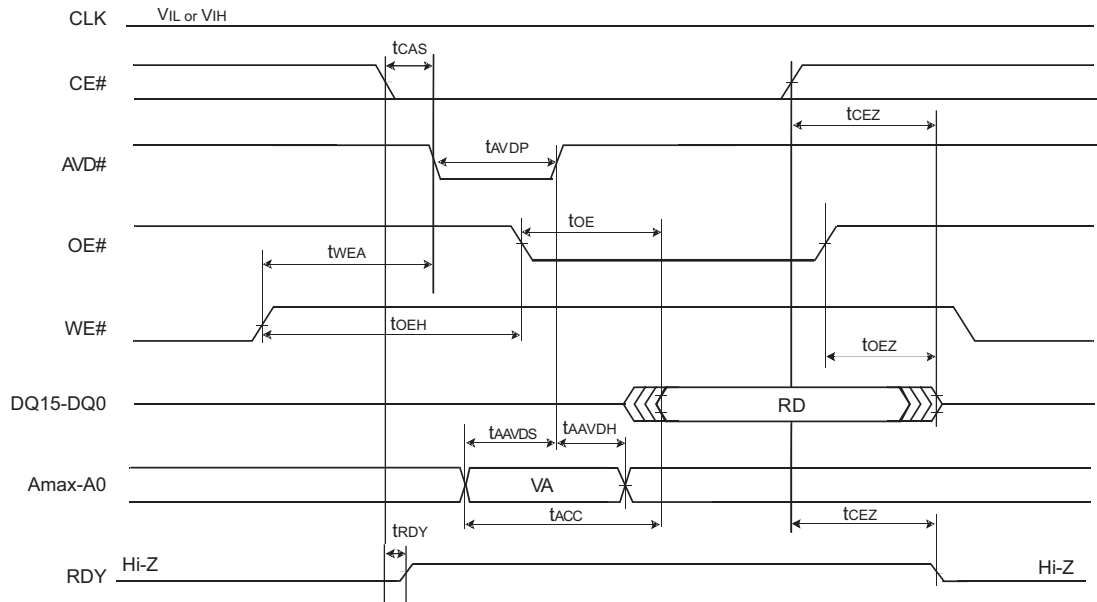 CLK VIL or VIH
tCAS
CE#
tCEZ
AVD# tAVDP
tOE
OE#
tWEA
WE# tOEH
tOEZ
DQ15-DQ0 RD
tAAVDS tAAVDH
Amax-A0 VA
tACC tCEZ
tRDY
RDY Hi-Z Hi-Z